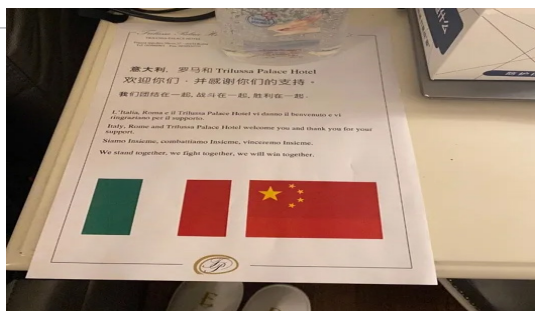 意大利，罗马和 Trilussa Palace Hotel
欢迎你们，并感谢你们的支持。
我们团结在一起, 战斗在一起, 胜利在一起。
L'Italia, Roma e il Trilussa Palace Hotel vi danno il benvenuto e vi
ringraziano per il supporto.
Italy, Rome and Trilussa Palace Hotel welcome you and thank you for your
support.
Stiamo Insieme, combattiamo Insieme, vinceremo Insieme.
We stand together, we fight together, we will win together.
TP